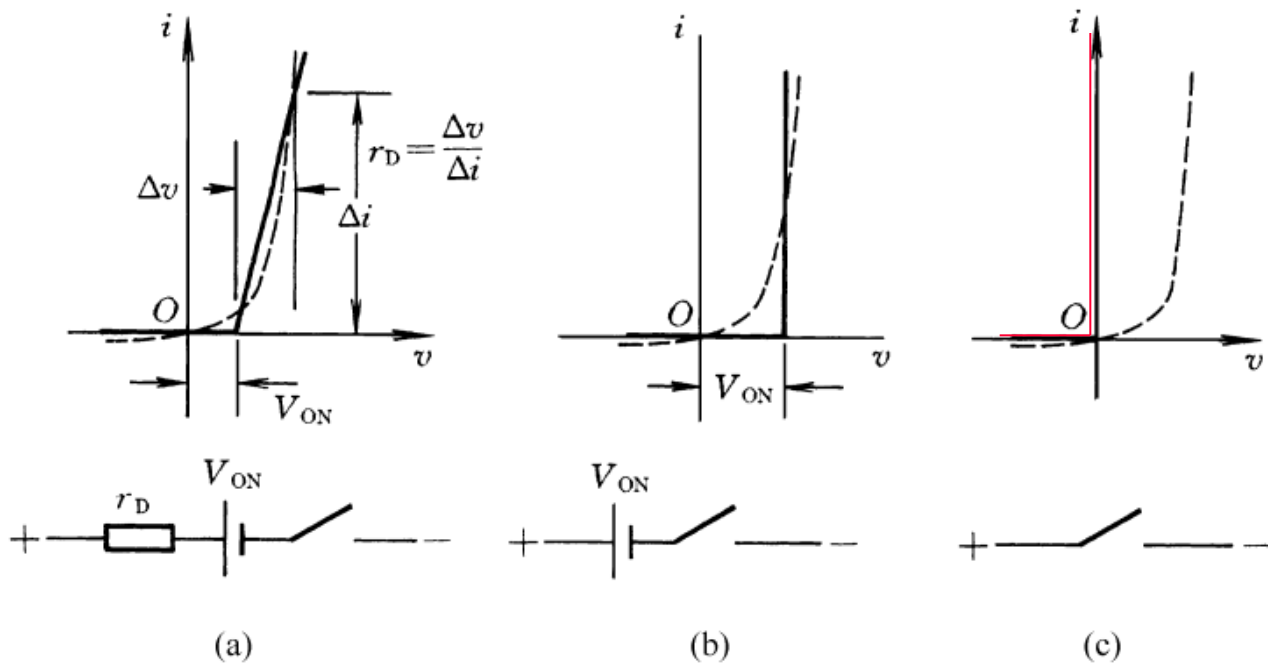 i
i
i
r_D = Δv/Δi
Δv
Δi
O
O
O
v
v
V_ON
V_ON
V_ON
V_ON
r_D
+
−
+
−
+
−
(a)
(b)
(c)